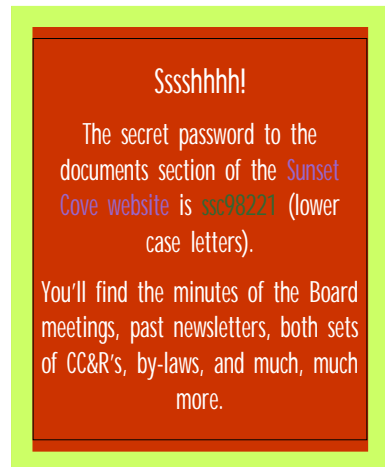 Sssshhhh!
The secret password to the
documents section of the Sunset
Cove website is ssc98221 (lower
case letters).
You'll find the minutes of the Board
meetings, past newsletters, both sets
of CC&R's, by-laws, and much, much
more.